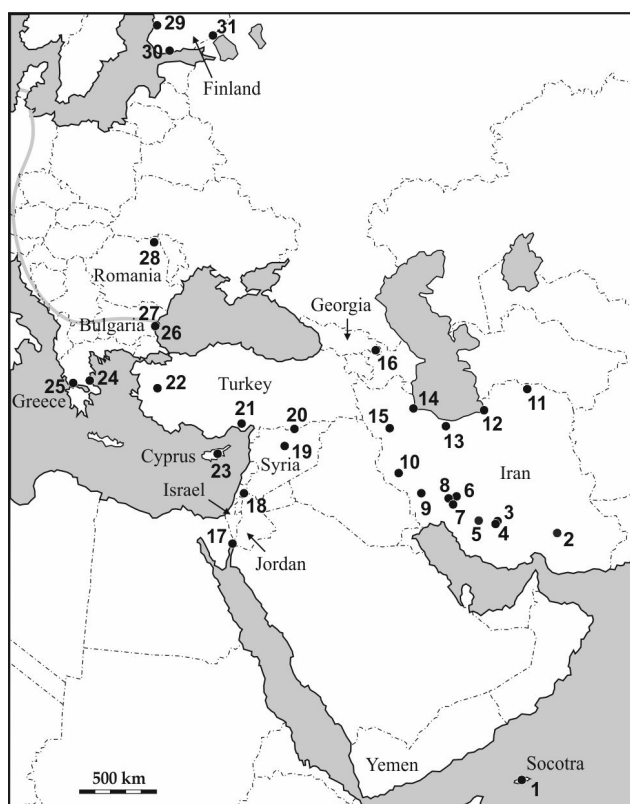 29
31
30
Finland
28
Romania
Georgia
27
Bulgaria
26
16
25
24
22
Turkey
11
Greece
14
12
21
20
15
13
Cyprus
19
23
Syria
10
Iran
Israel
18
8
6
9
7
3
5
4
2
17
Jordan
Yemen
Socotra
500 km
1